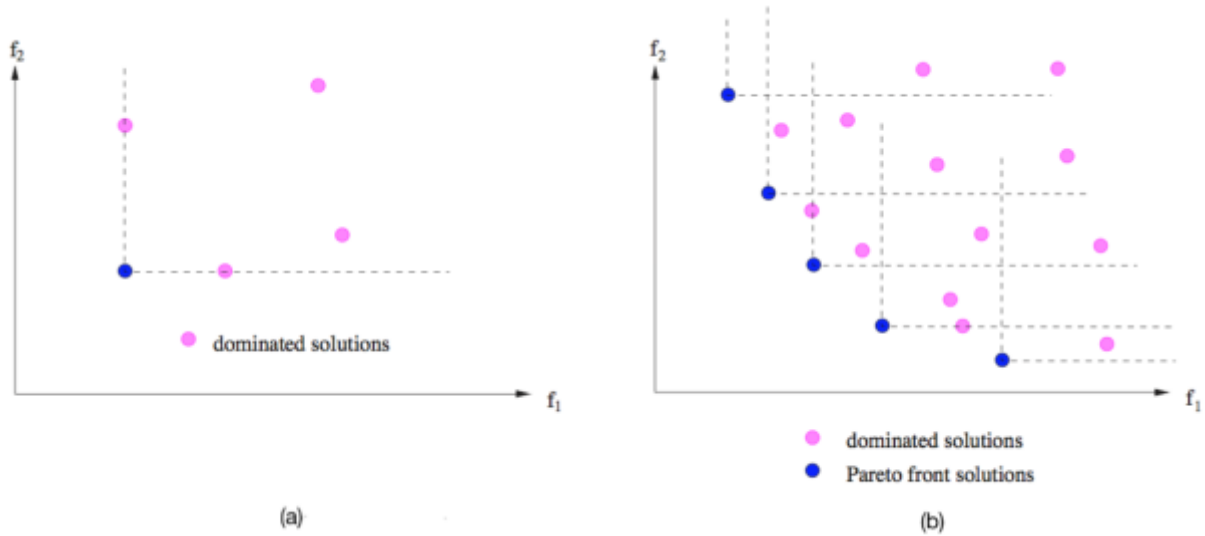 f2
dominated solutions
f1
(a)
f2
f1
dominated solutions
Pareto front solutions
(b)